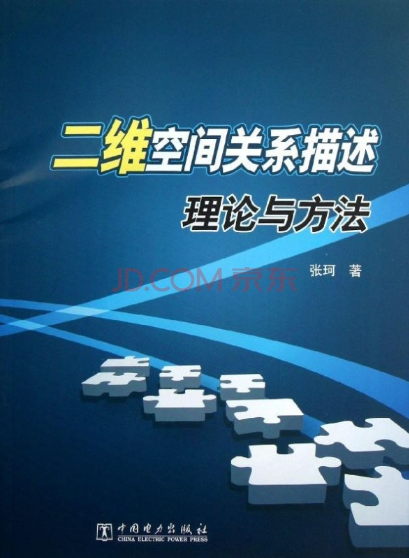 二维空间关系描述
理论与方法
JD.COM 京东
张珂 著
中国电力出版社
CHINA ELECTRIC POWER PRESS